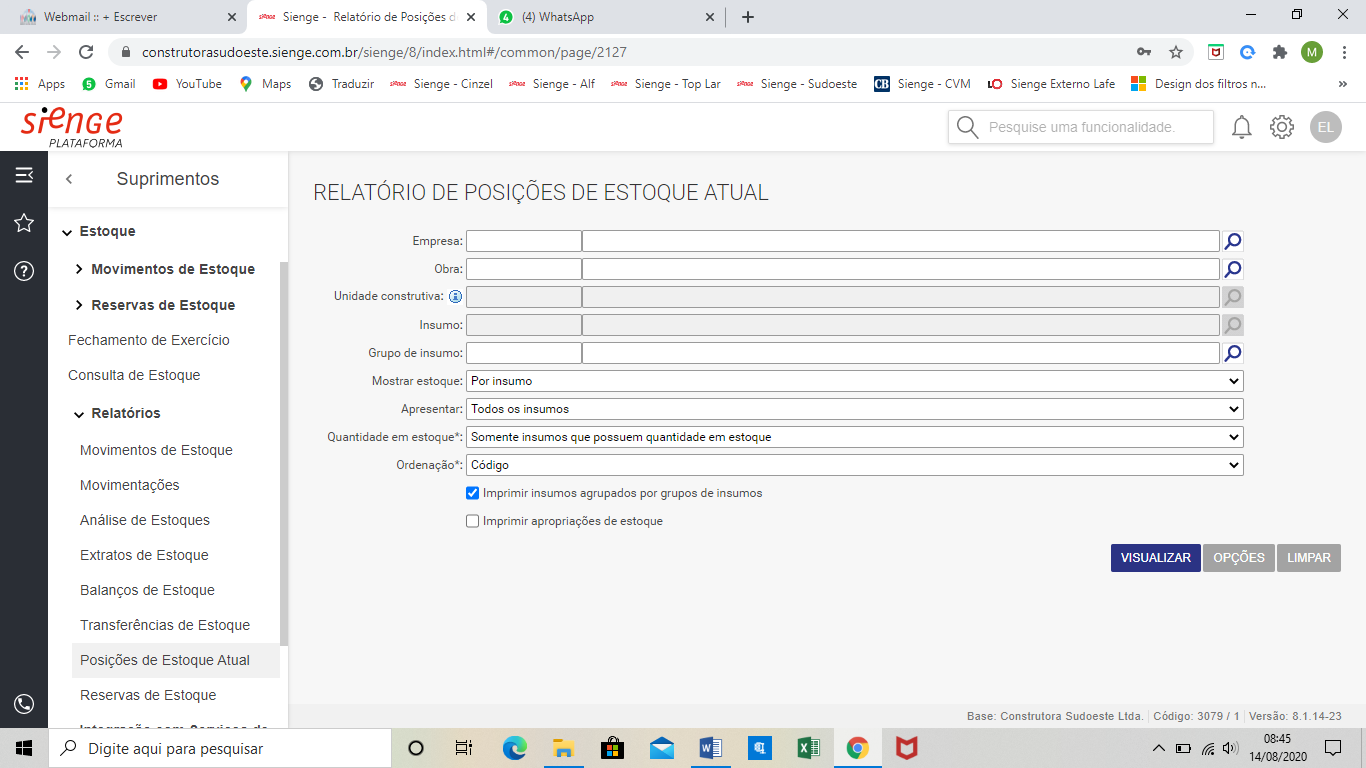 Webmail :: + Escrever
Sienge - Relatório de Posições d
(4) WhatsApp
construtorasudoeste.sienge.com.br/sienge/8/index.html#/common/page/2127
M
Apps
Gmail
YouTube
Maps
Traduzir
Sienge - Cinzel
Sienge - Alf
Sienge - Top Lar
Sienge - Sudoeste
Sienge - CVM
Sienge Externo Lafe
Design dos filtros n...
sienge
PLATAFORMA
Pesquise uma funcionalidade.
EL
Suprimentos
Estoque
Movimentos de Estoque
Reservas de Estoque
Fechamento de Exercício
Consulta de Estoque
Relatórios
Movimentos de Estoque
Movimentações
Análise de Estoques
Extratos de Estoque
Balanços de Estoque
Transferências de Estoque
Posições de Estoque Atual
Reservas de Estoque
RELATÓRIO DE POSIÇÕES DE ESTOQUE ATUAL
Empresa:
Obra:
Unidade construtiva:
Insumo:
Grupo de insumo:
Mostrar estoque: Por insumo
Apresentar: Todos os insumos
Quantidade em estoque*: Somente insumos que possuem quantidade em estoque
Ordenação*: Código
Imprimir insumos agrupados por grupos de insumos
Imprimir apropriações de estoque
VISUALIZAR OPÇÕES LIMPAR
Base: Construtora Sudoeste Ltda. | Código: 3079 / 1 | Versão: 8.1.14-23
Digite aqui para pesquisar
08:45
14/08/2020